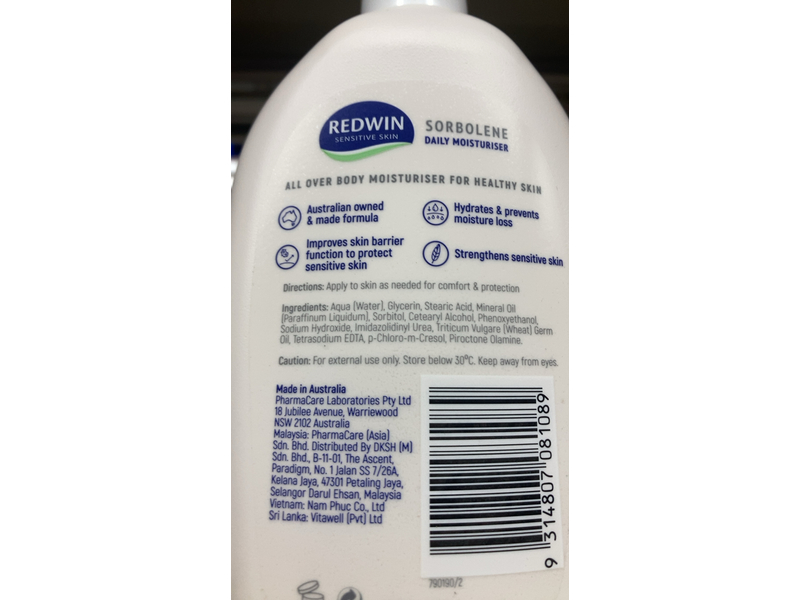 REDWIN
SENSITIVE SKIN
SORBOLENE
DAILY MOISTURISER
ALL OVER BODY MOISTURISER FOR HEALTHY SKIN
Australian owned
& made formula
Hydrates & prevents
moisture loss
Improves skin barrier
function to protect
sensitive skin
Strengthens sensitive skin
Directions: Apply to skin as needed for comfort & protection
Ingredients: Aqua (Water), Glycerin, Stearic Acid, Mineral Oil
(Paraffinum Liquidum), Sorbitol, Cetearyl Alcohol, Phenoxyethanol,
Sodium Hydroxide, Imidazolidinyl Urea, Triticum Vulgare (Wheat) Germ
Oil, Tetrasodium EDTA, p-Chloro-m-Cresol, Piroctone Olamine.
Caution: For external use only. Store below 30°C. Keep away from eyes.
Made in Australia
PharmaCare Laboratories Pty Ltd
18 Jubilee Avenue, Warriewood
NSW 2102 Australia
Malaysia: PharmaCare (Asia)
Sdn. Bhd. Distributed By DKSH (M)
Sdn. Bhd., B-11-01, The Ascent,
Paradigm, No. 1 Jalan SS 7/26A,
Kelana Jaya, 47301 Petaling Jaya,
Selangor Darul Ehsan, Malaysia
Vietnam: Nam Phuc Co., Ltd
Sri Lanka: Vitawell (Pvt) Ltd
9 314807 081089
790190/2